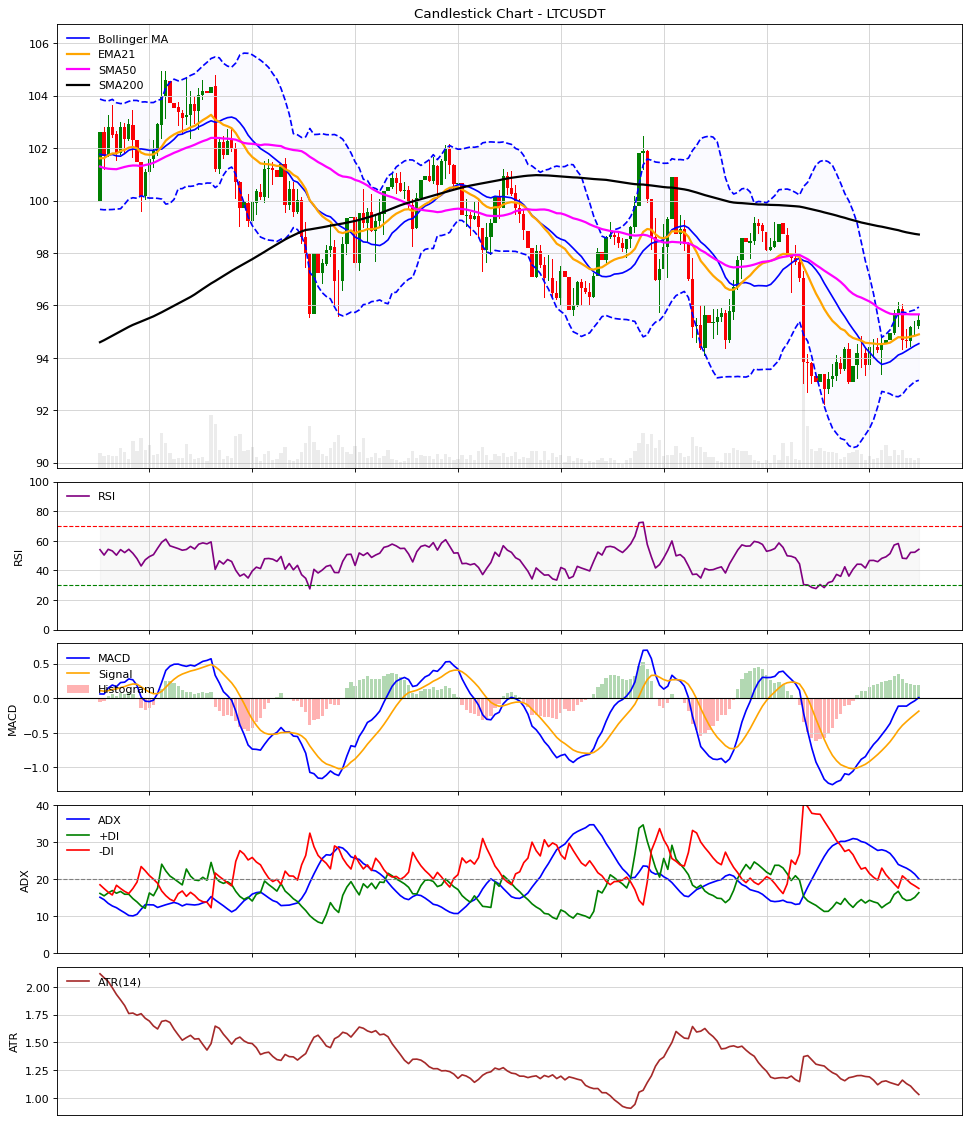 Candlestick Chart - LTCUSDT
Bollinger MA
EMA21
SMA50
SMA200
106
104
102
100
98
96
94
92
90
RSI
RSI
100
80
60
40
20
0
MACD
Signal
Histogram
MACD
0.5
0.0
−0.5
−1.0
ADX
+DI
-DI
ADX
40
30
20
10
0
ATR(14)
ATR
2.00
1.75
1.50
1.25
1.00